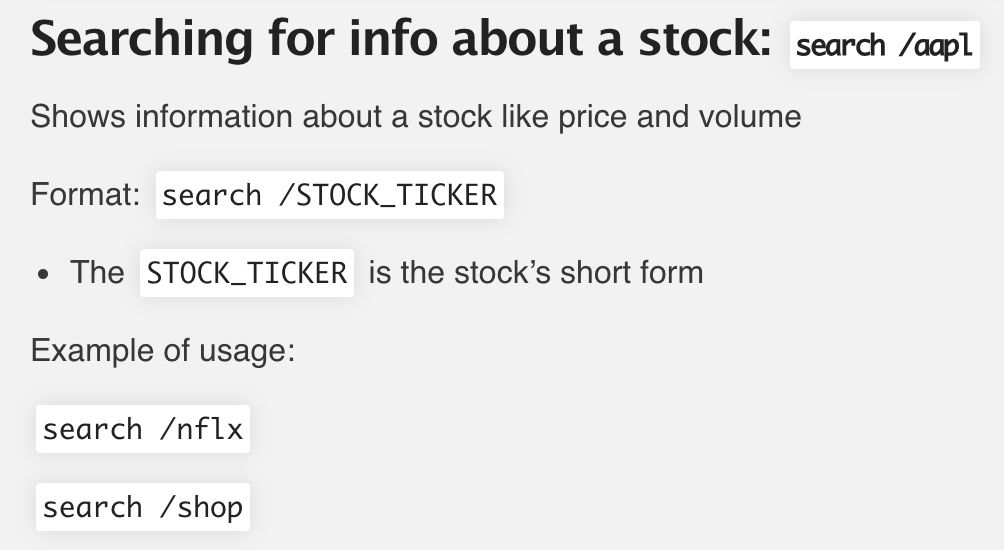 Searching for info about a stock: search /aapl
Shows information about a stock like price and volume
Format: search /STOCK_TICKER
• The STOCK_TICKER is the stock’s short form
Example of usage:
search /nflx
search /shop